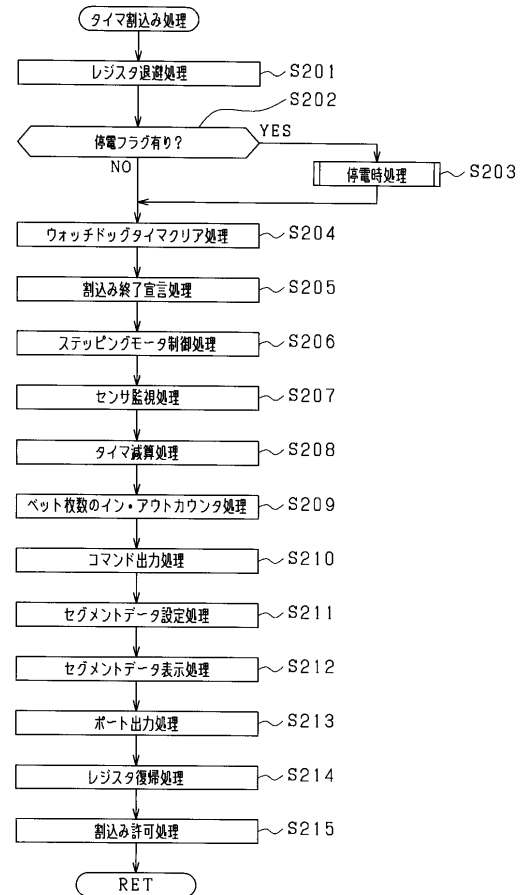 タイマ割込み処理
レジスタ退避処理 S201
S202
停電フラグ有り? YES
NO
停電時処理 S203
ウォッチドッグタイマクリア処理 S204
割込み終了宣言処理 S205
ステッピングモータ制御処理 S206
センサ監視処理 S207
タイマ減算処理 S208
ベット枚数のイン・アウトカウンタ処理 S209
コマンド出力処理 S210
セグメントデータ設定処理 S211
セグメントデータ表示処理 S212
ポート出力処理 S213
レジスタ復帰処理 S214
割込み許可処理 S215
RET